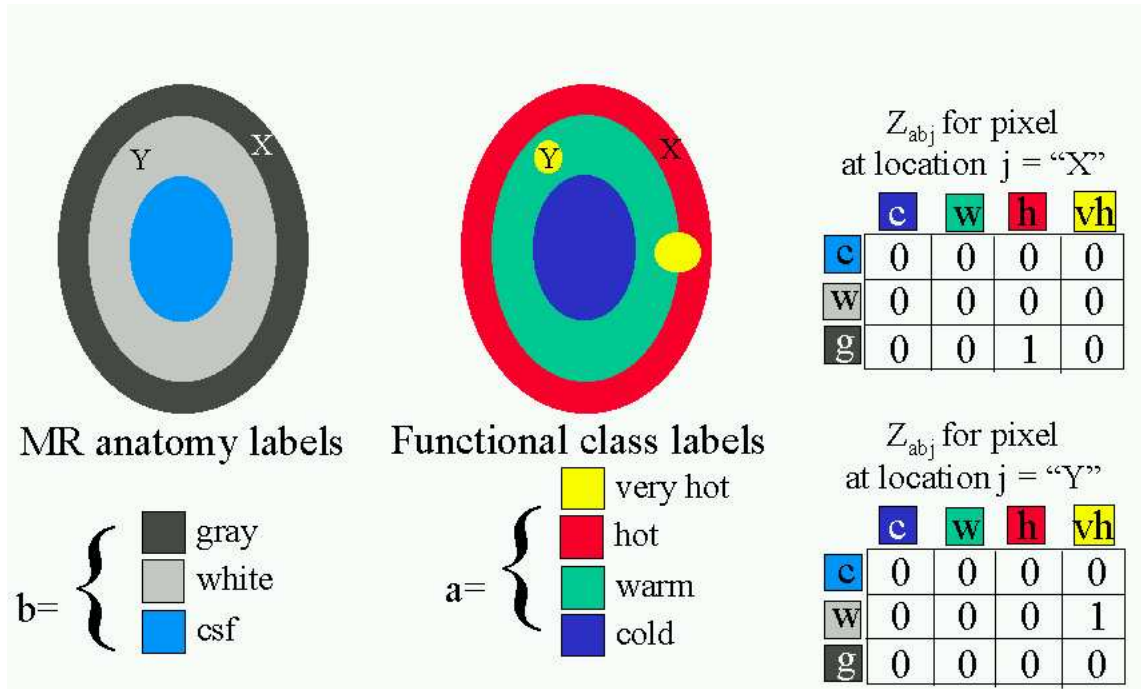 Y
X
MR anatomy labels
b=
{
gray
white
csf
Y
X
Functional class labels
a=
{
very hot
hot
warm
cold
Z_abj for pixel
at location j = “X”
c w h vh
c 0 0 0 0
w 0 0 0 0
g 0 0 1 0
Z_abj for pixel
at location j = “Y”
c w h vh
c 0 0 0 0
w 0 0 0 1
g 0 0 0 0